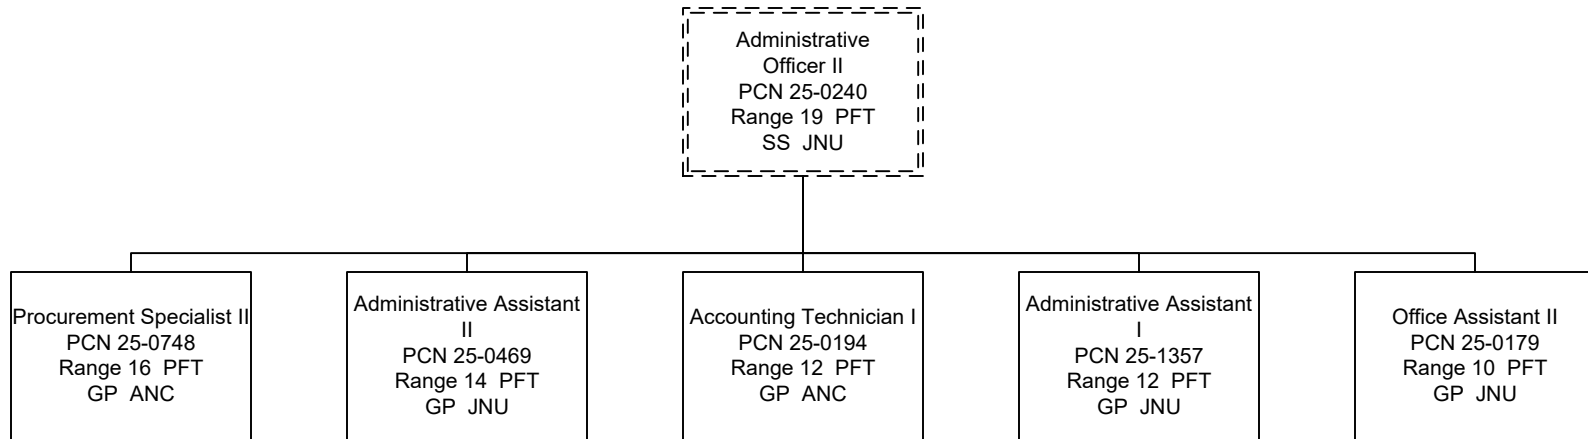 Administrative
Officer II
PCN 25-0240
Range 19  PFT
SS  JNU
Procurement Specialist II
PCN 25-0748
Range 16  PFT
GP  ANC
Administrative Assistant
II
PCN 25-0469
Range 14  PFT
GP  JNU
Accounting Technician I
PCN 25-0194
Range 12  PFT
GP  ANC
Administrative Assistant
I
PCN 25-1357
Range 12  PFT
GP  JNU
Office Assistant II
PCN 25-0179
Range 10  PFT
GP  JNU